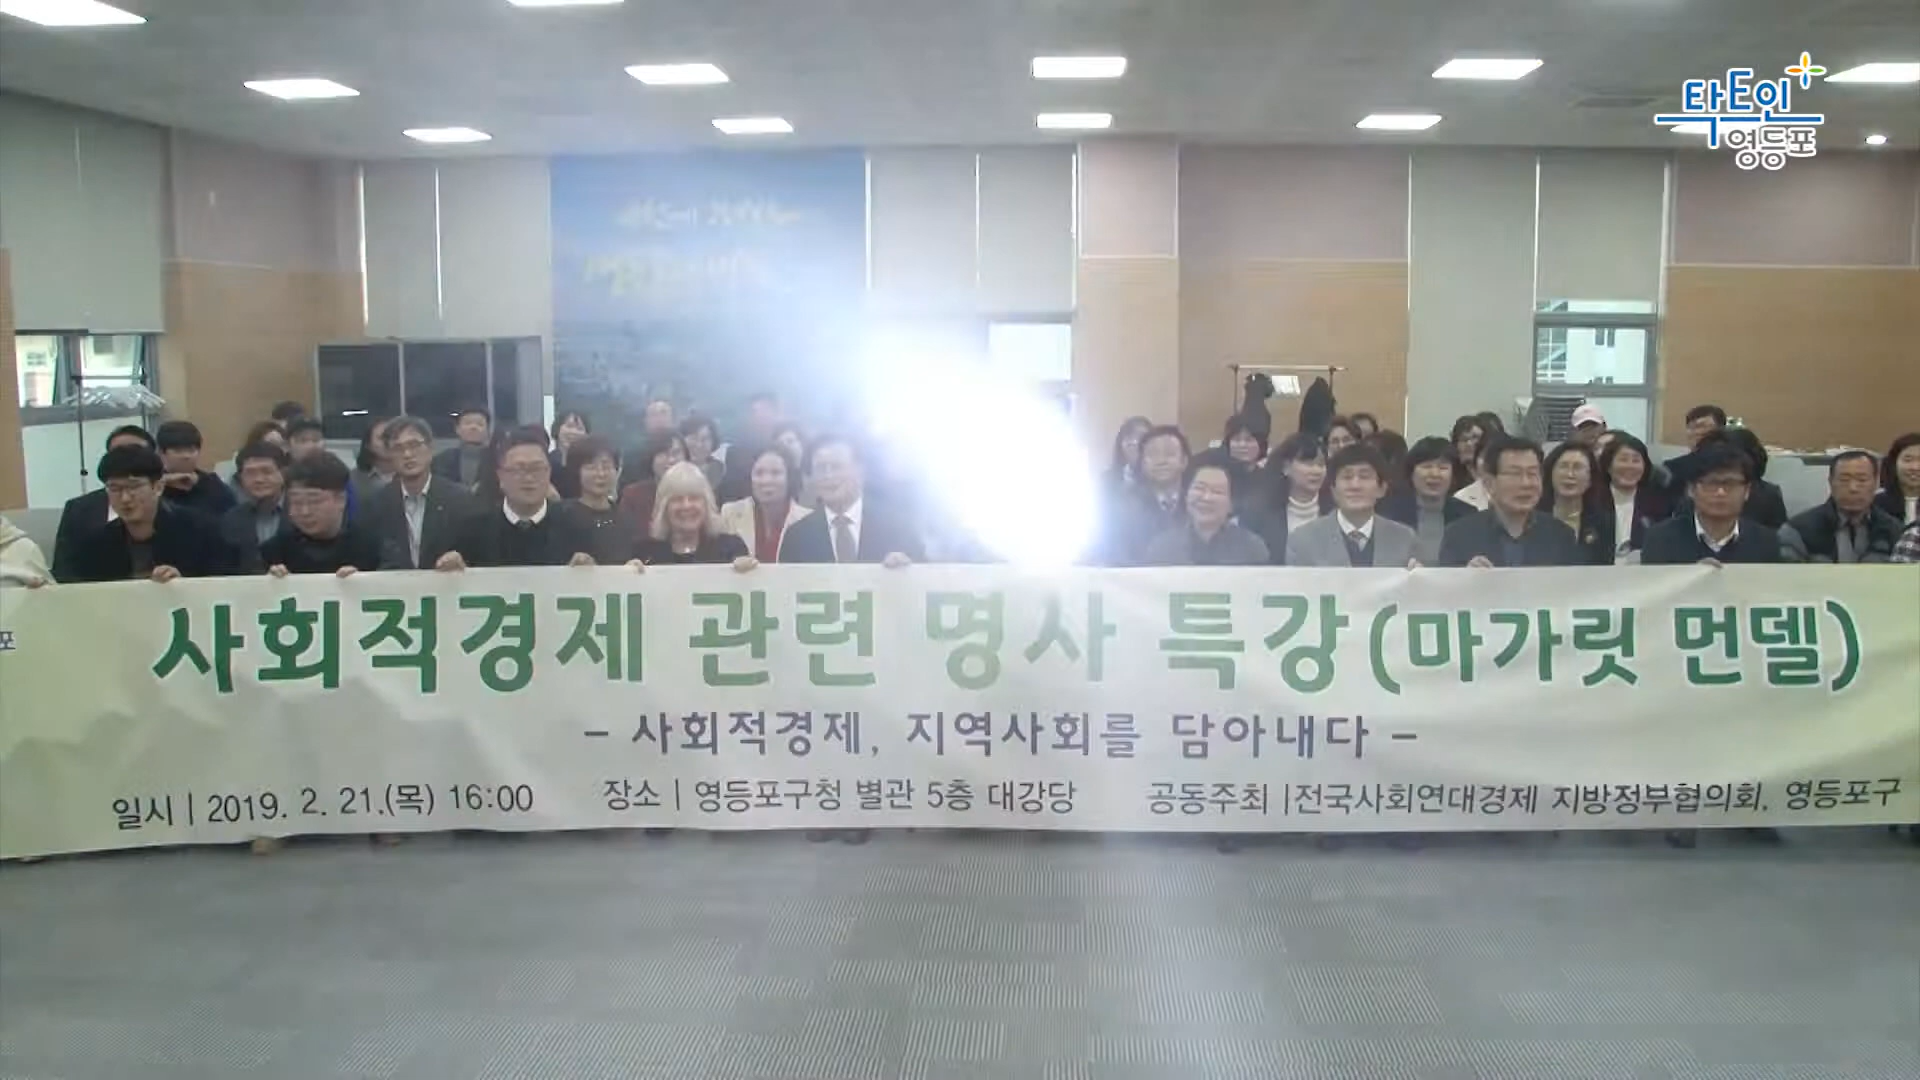 탁트인
영등포
포
사회적경제 관련 명사 특강(마가릿 먼델)
- 사회적경제, 지역사회를 담아내다 -
일시 | 2019. 2. 21.(목) 16:00 장소 | 영등포구청 별관 5층 대강당 공동주최 | 전국사회연대경제 지방정부협의회, 영등포구